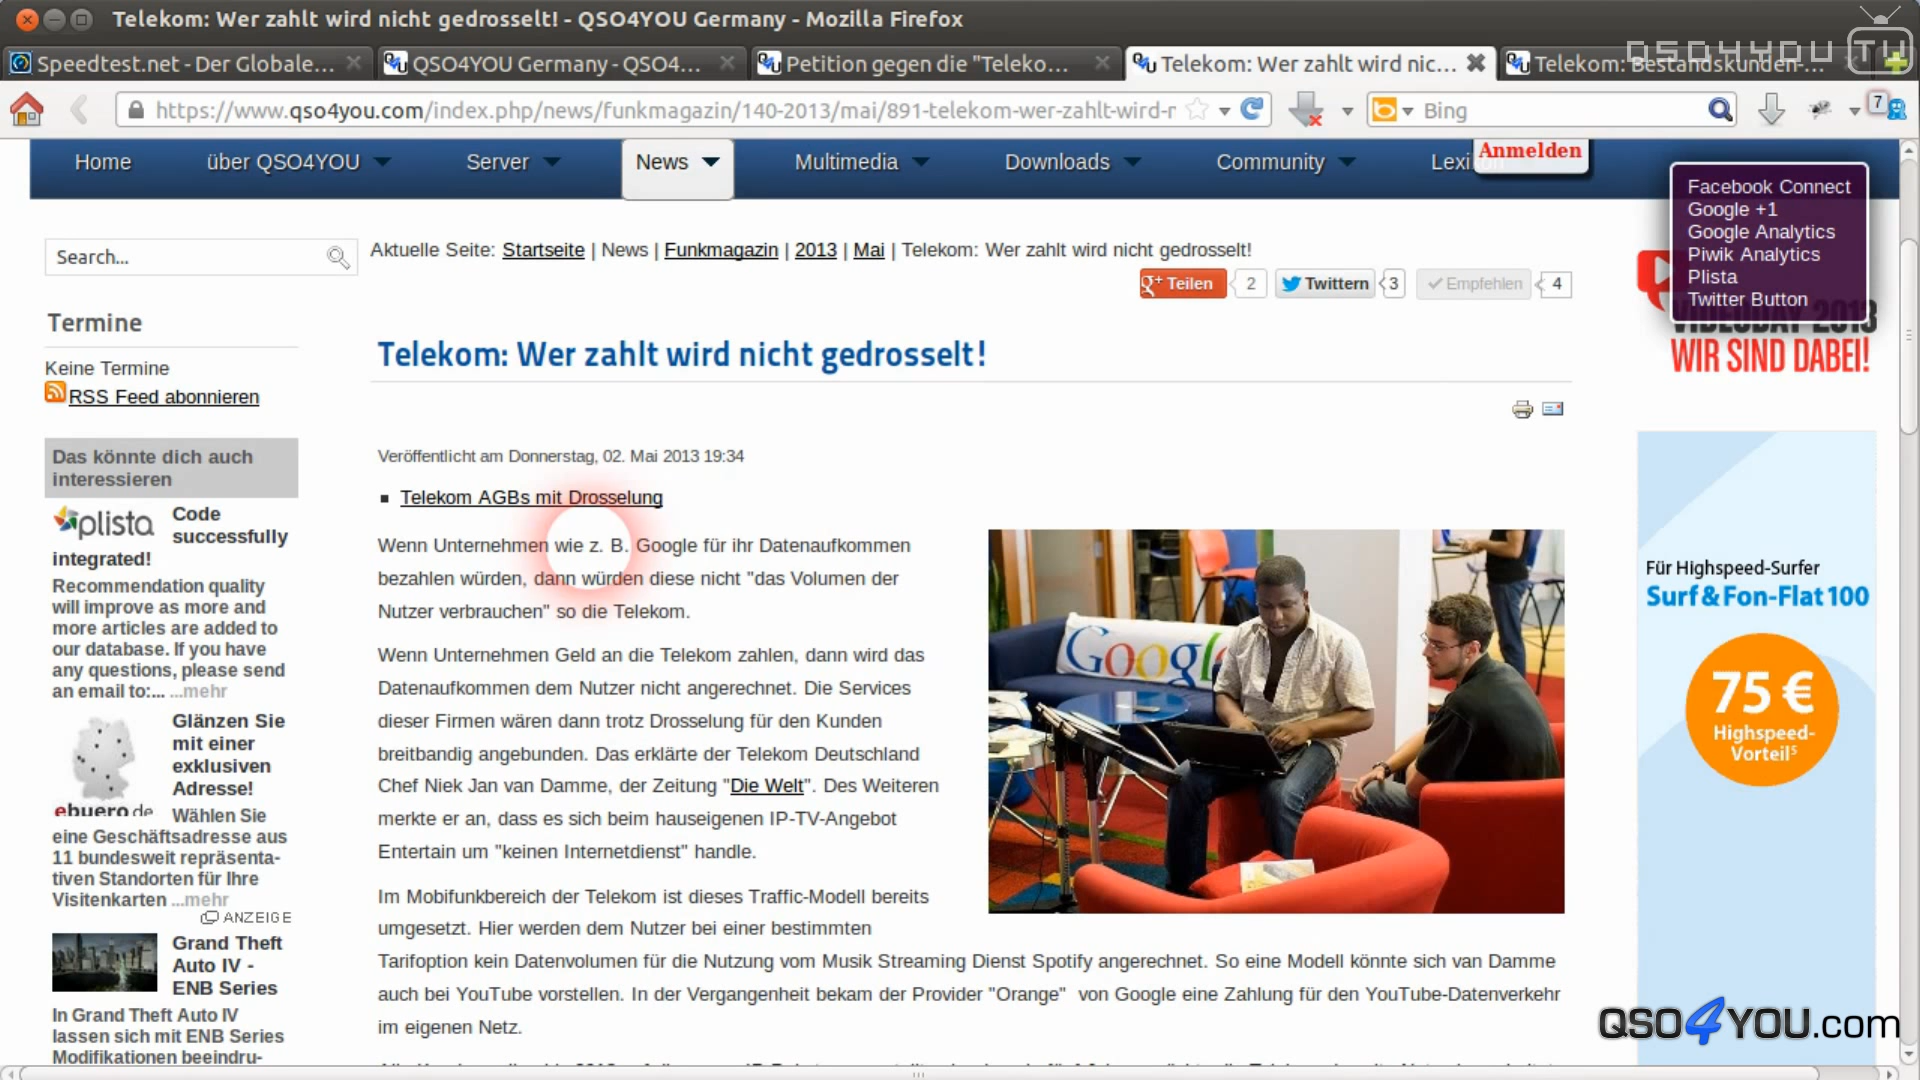 Telekom: Wer zahlt wird nicht gedrosselt! - QSO4YOU Germany - Mozilla Firefox
Speedtest.net - Der Globale...
QSO4YOU Germany - QSO4...
Petition gegen die "Teleko...
Telekom: Wer zahlt wird nic...
Telekom: Bestandskunden-...
QSO4YOU TV
https://www.qso4you.com/index.php/news/funkmagazin/140-2013/mai/891-telekom-wer-zahlt-wird-r
Bing
7
Home
über QSO4YOU
Server
News
Multimedia
Downloads
Community
Lexikon
Anmelden
Facebook Connect
Google +1
Google Analytics
Piwik Analytics
Plista
Twitter Button
Search...
Aktuelle Seite: Startseite | News | Funkmagazin | 2013 | Mai | Telekom: Wer zahlt wird nicht gedrosselt!
Teilen 2 Twittern 3 Empfehlen 4
Termine
Keine Termine
RSS Feed abonnieren
Das könnte dich auch
interessieren
plista
Code
successfully
integrated!
Recommendation quality
will improve as more and
more articles are added to
our database. If you have
any questions, please send
an email to:... ...mehr
Glänzen Sie
mit einer
exklusiven
Adresse!
ebuero.de
Wählen Sie
eine Geschäftsadresse aus
11 bundesweit repräsenta-
tiven Standorten für Ihre
Visitenkarten ...mehr
ANZEIGE
Grand Theft
Auto IV -
ENB Series
In Grand Theft Auto IV
lassen sich mit ENB Series
Modifikationen beeindru-
Telekom: Wer zahlt wird nicht gedrosselt!
Veröffentlicht am Donnerstag, 02. Mai 2013 19:34
Telekom AGBs mit Drosselung
Wenn Unternehmen wie z. B. Google für ihr Datenaufkommen
bezahlen würden, dann würden diese nicht "das Volumen der
Nutzer verbrauchen" so die Telekom.
Wenn Unternehmen Geld an die Telekom zahlen, dann wird das
Datenaufkommen dem Nutzer nicht angerechnet. Die Services
dieser Firmen wären dann trotz Drosselung für den Kunden
breitbandig angebunden. Das erklärte der Telekom Deutschland
Chef Niek Jan van Damme, der Zeitung "Die Welt". Des Weiteren
merkte er an, dass es sich beim hauseigenen IP-TV-Angebot
Entertain um "keinen Internetdienst" handle.
Im Mobifunkbereich der Telekom ist dieses Traffic-Modell bereits
umgesetzt. Hier werden dem Nutzer bei einer bestimmten
Tarifoption kein Datenvolumen für die Nutzung vom Musik Streaming Dienst Spotify angerechnet. So eine Modell könnte sich van Damme
auch bei YouTube vorstellen. In der Vergangenheit bekam der Provider "Orange" von Google eine Zahlung für den YouTube-Datenverkehr
im eigenen Netz.
Google
VIDEODAY 2013
WIR SIND DABEI!
Für Highspeed-Surfer
Surf&Fon-Flat 100
75 €
Highspeed-
Vorteil⁵
QSO4YOU.com